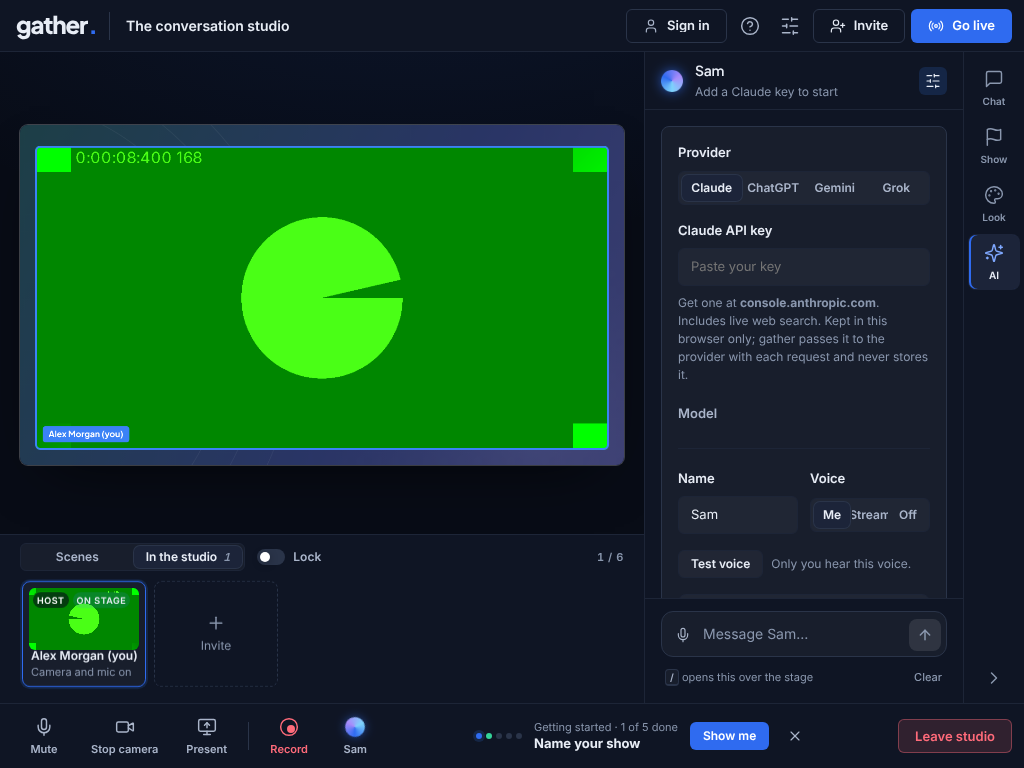 gather.
The conversation studio
Sign in
Invite
Go live
0:00:08:400 168
Alex Morgan (you)
Sam
Add a Claude key to start
Provider
Claude
ChatGPT
Gemini
Grok
Claude API key
Paste your key
Get one at console.anthropic.com.
Includes live web search. Kept in this
browser only; gather passes it to the
provider with each request and never stores
it.
Model
Name
Voice
Sam
Me
Stream
Off
Test voice
Only you hear this voice.
Message Sam...
/ opens this over the stage
Clear
Chat
Show
Look
AI
Scenes
In the studio 1
Lock
1 / 6
HOST
ON STAGE
Alex Morgan (you)
Camera and mic on
Invite
Mute
Stop camera
Present
Record
Sam
Getting started · 1 of 5 done
Name your show
Show me
Leave studio